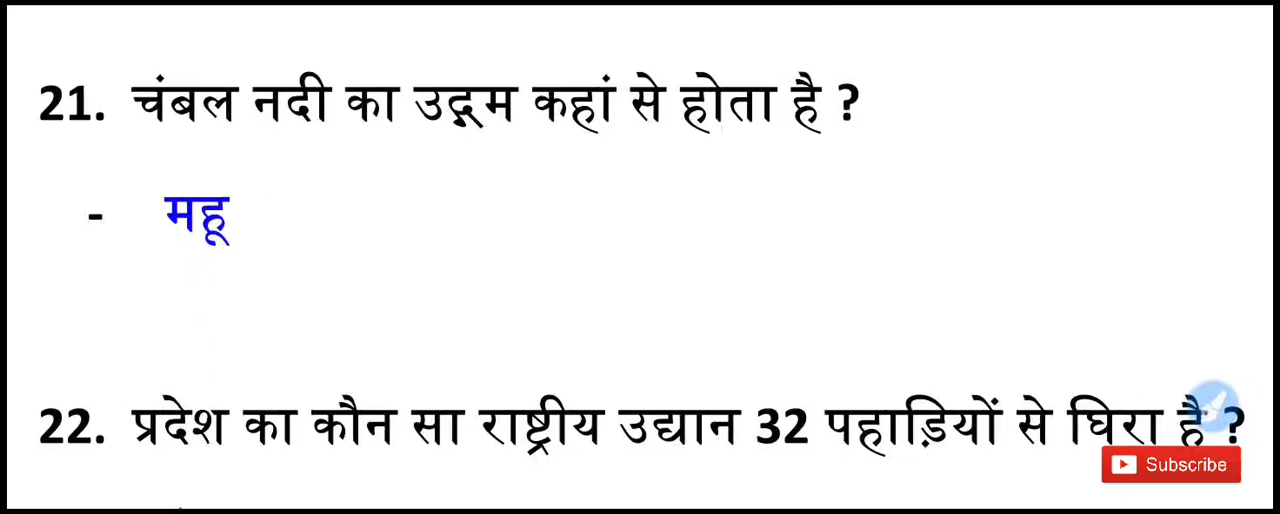 21. चंबल नदी का उद्गम कहां से होता है ?
- महू
22. प्रदेश का कौन सा राष्ट्रीय उद्यान 32 पहाड़ियों से घिरा है ?
Subscribe